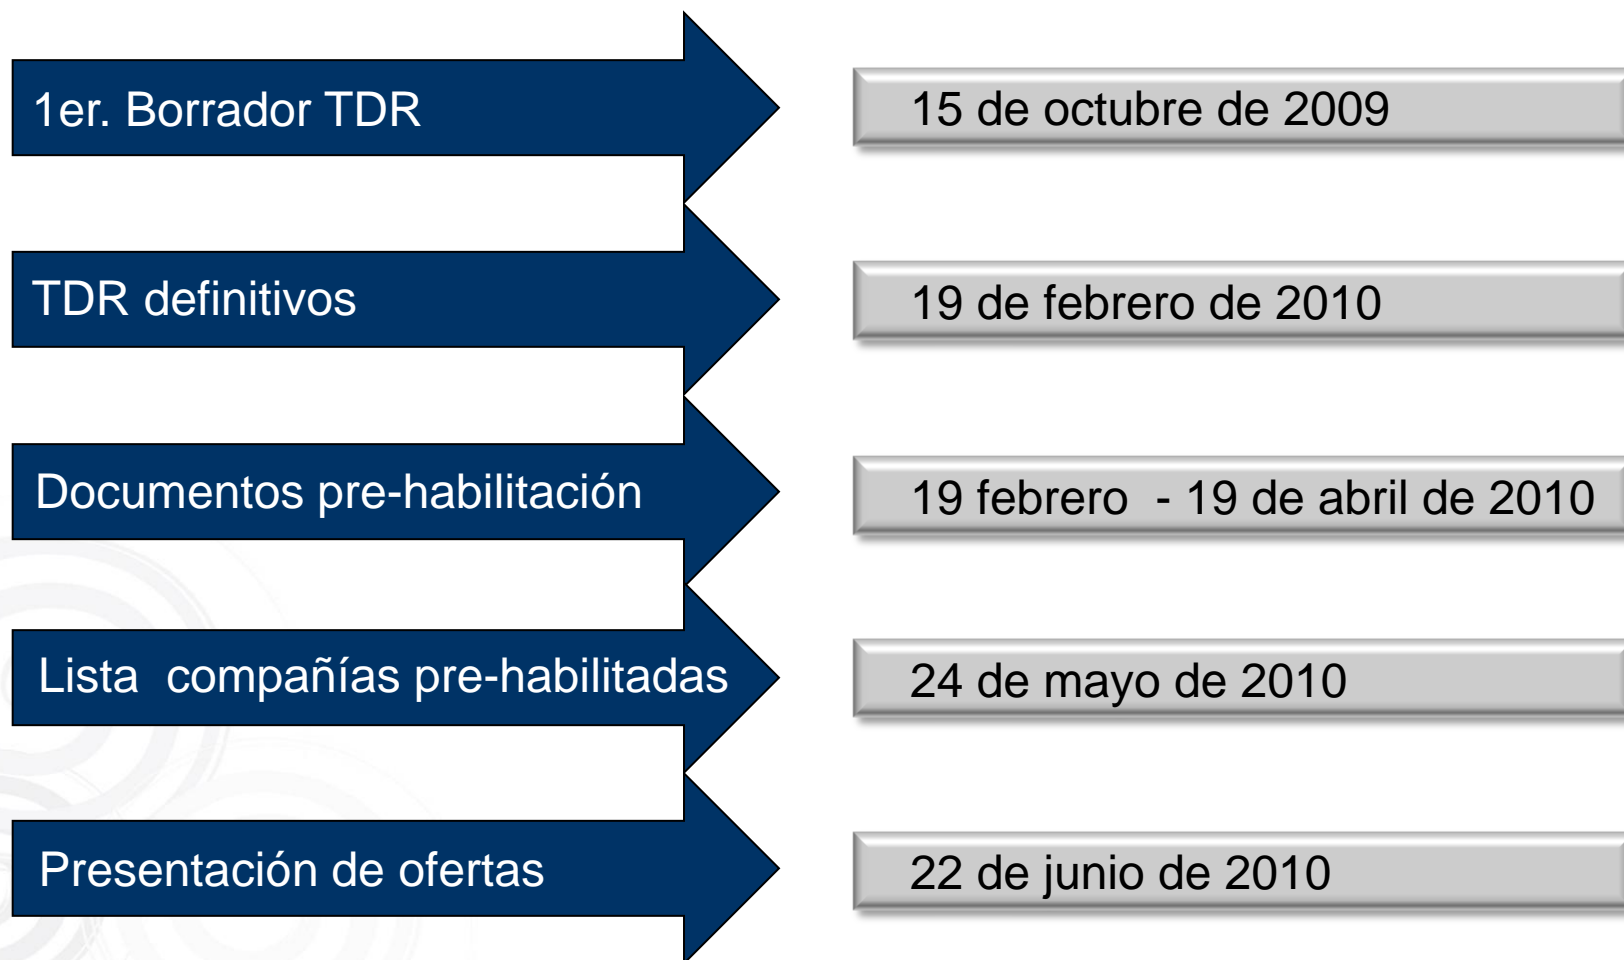 1er. Borrador TDR
15 de octubre de 2009
TDR definitivos
19 de febrero de 2010
Documentos pre-habilitación
19 febrero  - 19 de abril de 2010
Lista  compañías pre-habilitadas
24 de mayo de 2010
Presentación de ofertas
22 de junio de 2010